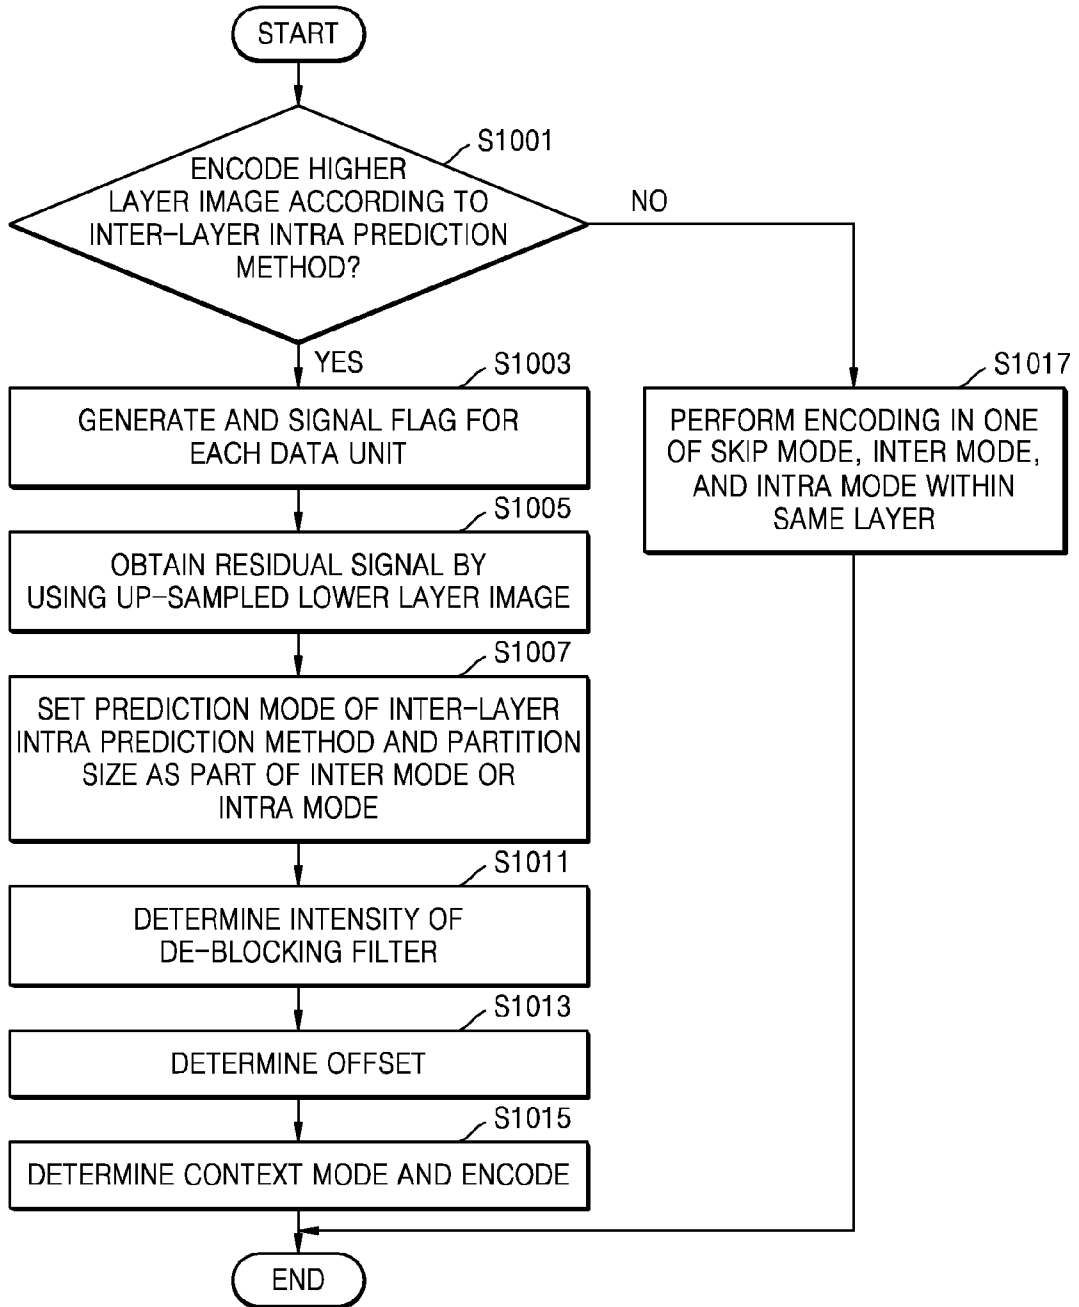 START
S1001
ENCODE HIGHER
LAYER IMAGE ACCORDING TO
INTER-LAYER INTRA PREDICTION
METHOD?
NO
YES
S1003
GENERATE AND SIGNAL FLAG FOR
EACH DATA UNIT
S1017
PERFORM ENCODING IN ONE
OF SKIP MODE, INTER MODE,
AND INTRA MODE WITHIN
SAME LAYER
S1005
OBTAIN RESIDUAL SIGNAL BY
USING UP-SAMPLED LOWER LAYER IMAGE
S1007
SET PREDICTION MODE OF INTER-LAYER
INTRA PREDICTION METHOD AND PARTITION
SIZE AS PART OF INTER MODE OR
INTRA MODE
S1011
DETERMINE INTENSITY OF
DE-BLOCKING FILTER
S1013
DETERMINE OFFSET
S1015
DETERMINE CONTEXT MODE AND ENCODE
END